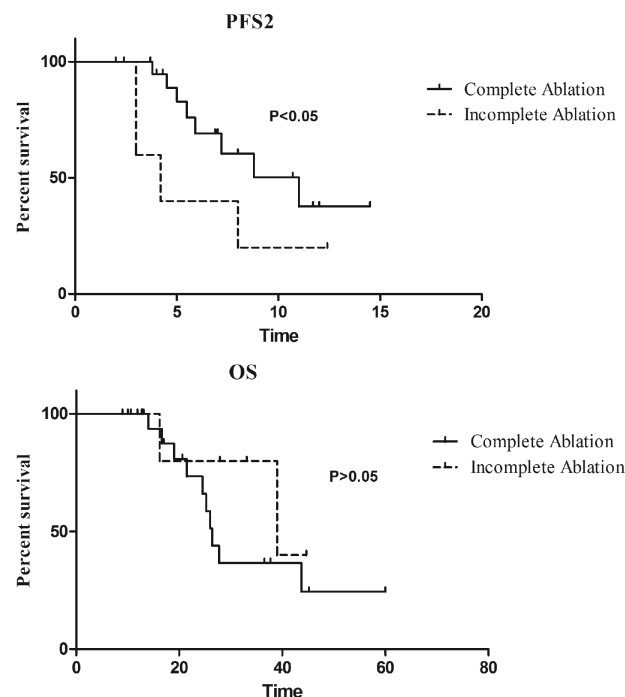 PFS2
100
50
0
Percent survival
P<0.05
Complete Ablation
Incomplete Ablation
0 5 10 15 20
Time
OS
100
50
0
Percent survival
P>0.05
Complete Ablation
Incomplete Ablation
0 20 40 60 80
Time